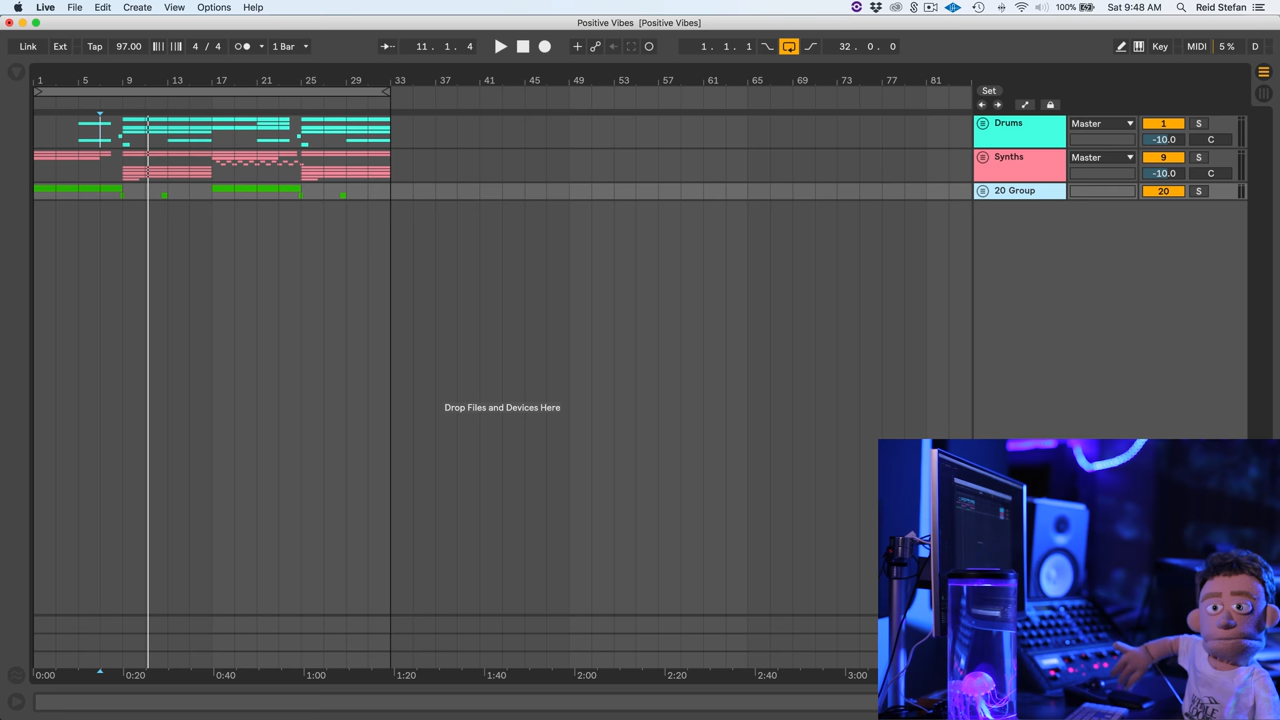 Live File Edit Create View Options Help 100% Sat 9:48 AM Reid Stefan
Positive Vibes [Positive Vibes]
Link Ext Tap 97.00 4 / 4 1 Bar 11. 1. 4 1. 1. 1 32. 0. 0 Key MIDI 5 % D
1 5 9 13 17 21 25 29 33 37 41 45 49 53 57 61 65 69 73 77 81
Set
Drums Master 1 S
-10.0 C
Synths Master 9 S
-10.0 C
20 Group 20 S
Drop Files and Devices Here
0:00 0:20 0:40 1:00 1:20 1:40 2:00 2:20 2:40 3:00